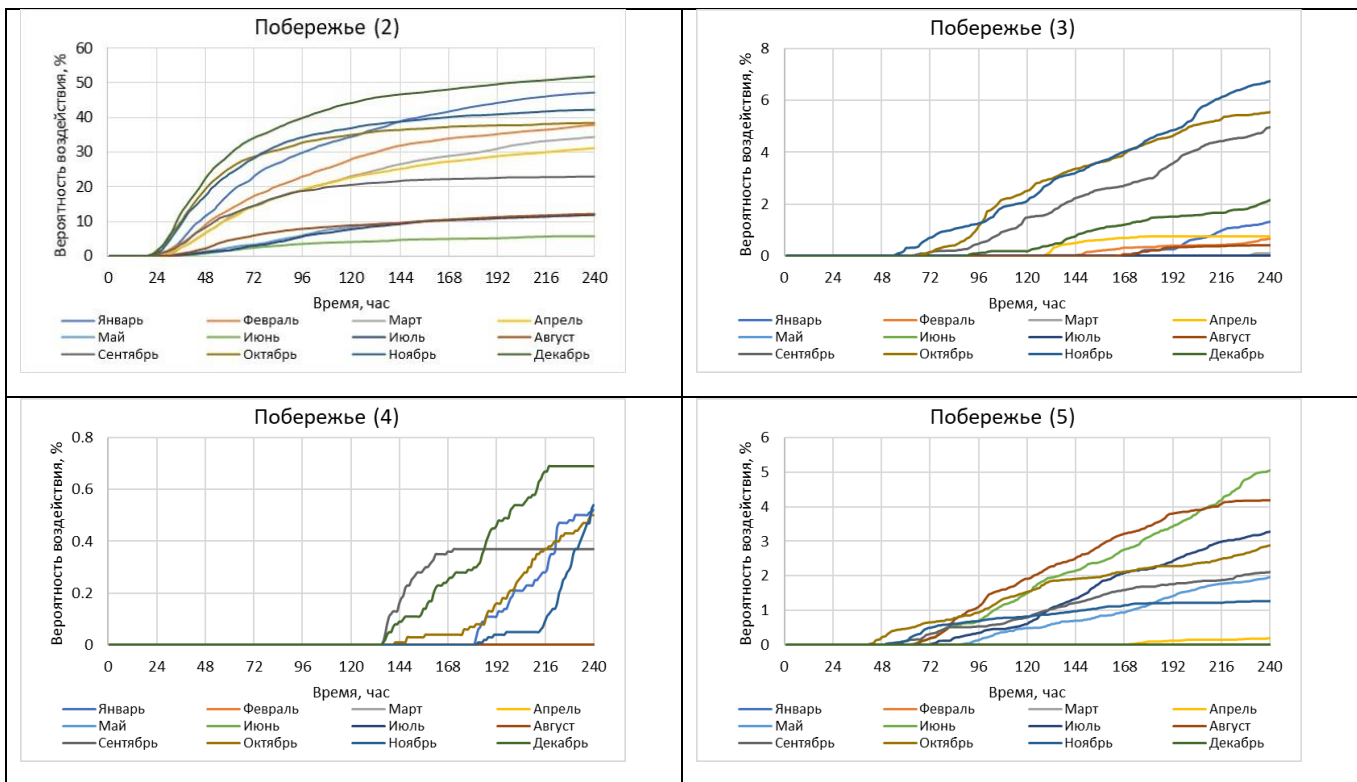 Побережье (2)
Вероятность воздействия, %
60
50
40
30
20
10
0
0 24 48 72 96 120 144 168 192 216 240
Время, час
Январь Февраль Март Апрель
Май Июнь Июль Август
Сентябрь Октябрь Ноябрь Декабрь
Побережье (3)
Вероятность воздействия, %
8
6
4
2
0
0 24 48 72 96 120 144 168 192 216 240
Время, час
Январь Февраль Март Апрель
Май Июнь Июль Август
Сентябрь Октябрь Ноябрь Декабрь
Побережье (4)
Вероятность воздействия, %
0.8
0.6
0.4
0.2
0
0 24 48 72 96 120 144 168 192 216 240
Время, час
Январь Февраль Март Апрель
Май Июнь Июль Август
Сентябрь Октябрь Ноябрь Декабрь
Побережье (5)
Вероятность воздействия, %
6
5
4
3
2
1
0
0 24 48 72 96 120 144 168 192 216 240
Время, час
Январь Февраль Март Апрель
Май Июнь Июль Август
Сентябрь Октябрь Ноябрь Декабрь